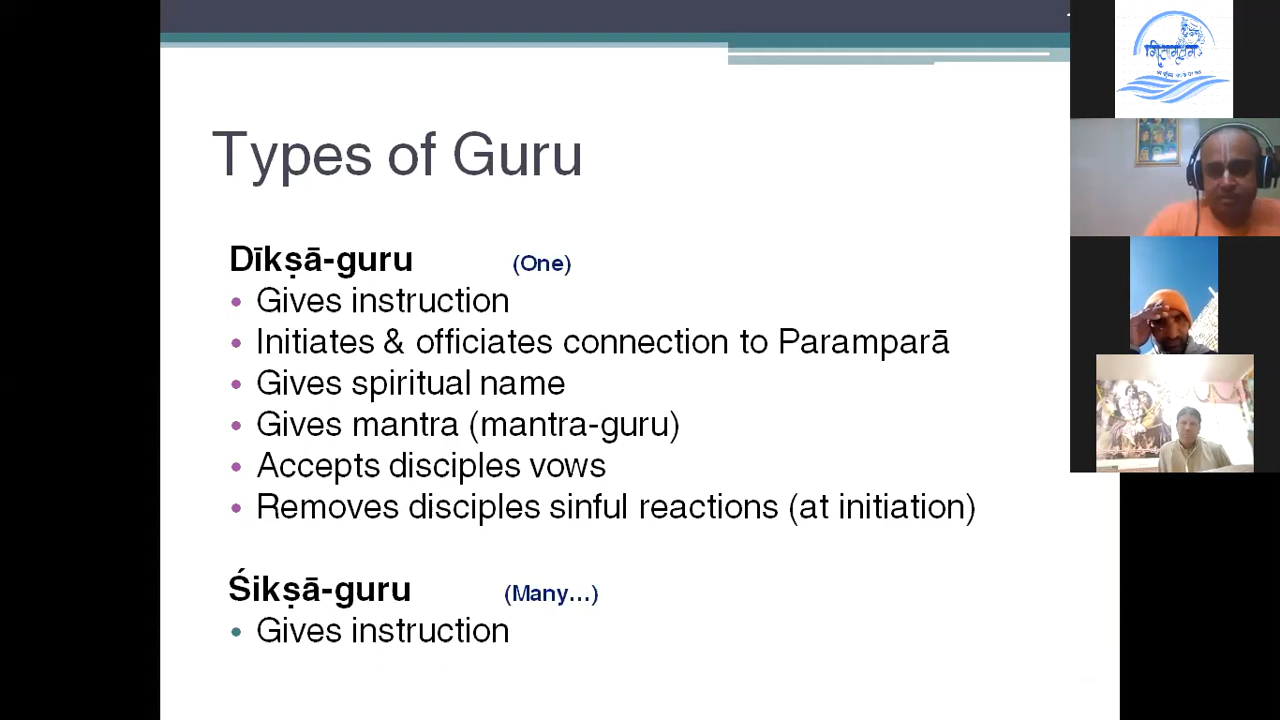 Types of Guru
Dīkṣā-guru (One)
• Gives instruction
• Initiates & officiates connection to Paramparā
• Gives spiritual name
• Gives mantra (mantra-guru)
• Accepts disciples vows
• Removes disciples sinful reactions (at initiation)
Śikṣā-guru (Many...)
• Gives instruction